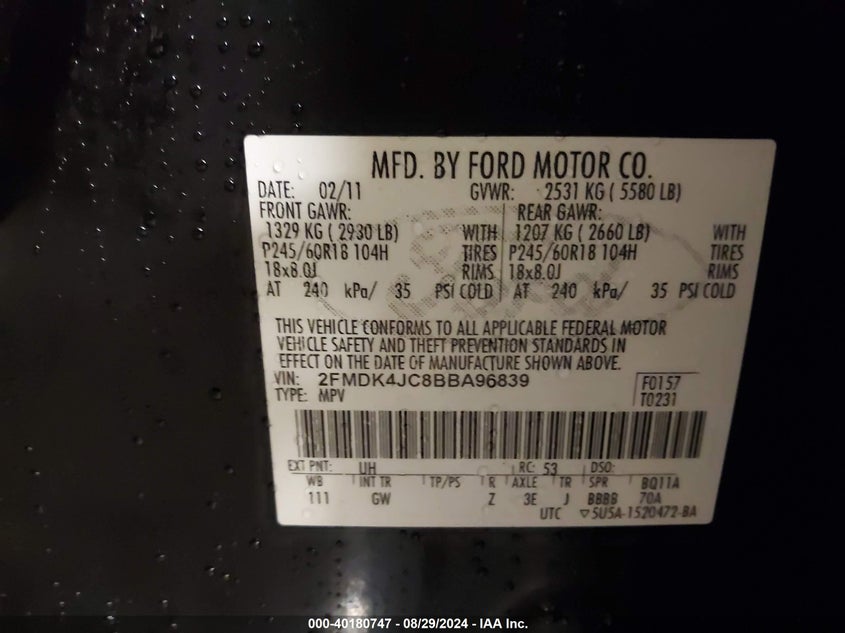 MFD. BY FORD MOTOR CO.
DATE: 02/11 GVWR: 2531 KG ( 5580 LB)
FRONT GAWR: REAR GAWR:
1329 KG ( 2930 LB) WITH 1207 KG ( 2660 LB) WITH
P245/60R18 104H TIRES P245/60R18 104H TIRES
18x8.0J RIMS 18x8.0J RIMS
AT 240 kPa/ 35 PSI COLD AT 240 kPa/ 35 PSI COLD
THIS VEHICLE CONFORMS TO ALL APPLICABLE FEDERAL MOTOR
VEHICLE SAFETY AND THEFT PREVENTION STANDARDS IN
EFFECT ON THE DATE OF MANUFACTURE SHOWN ABOVE.
VIN: 2FMDK4JC8BBA96839 F0157
TYPE: MPV T0231
EXT PNT: UH RC: 53 DSO:
WB INT TR TP/PS R AXLE TR SPR BQ11A
111 GW Z 3E J BBBB 70A
UTC ▽5U5A-1520472-BA
000-40180747 - 08/29/2024 - IAA Inc.